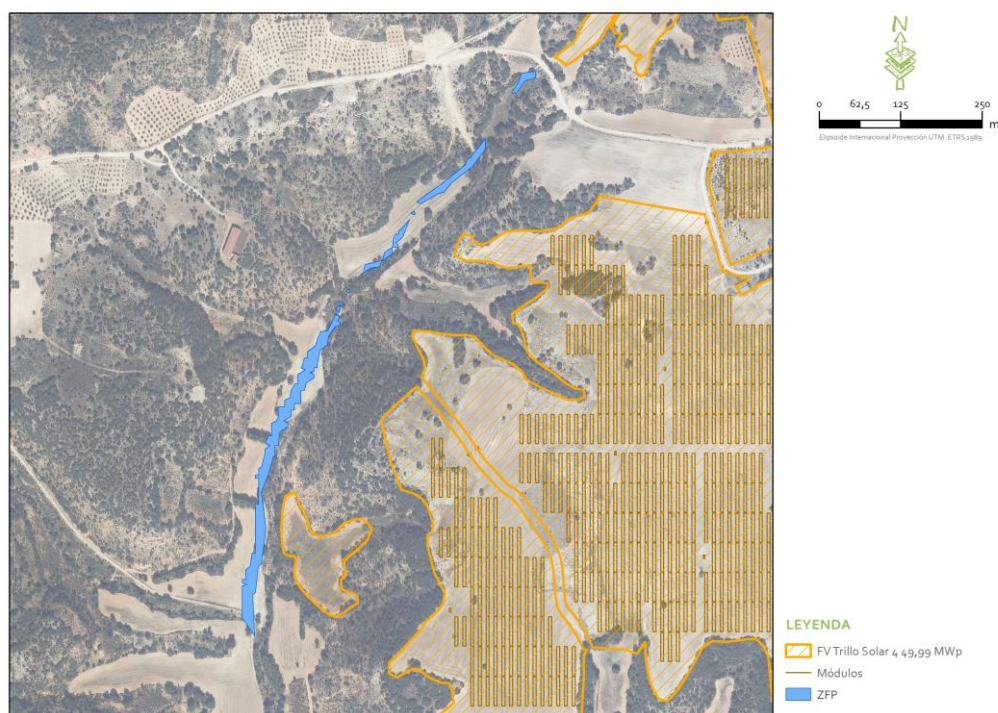 N
0 62,5 125 250
m
Elipsoide Internacional Proyección UTM. ETRS 1989.
LEYENDA
FV Trillo Solar 4 49,99 MWp
Módulos
ZFP